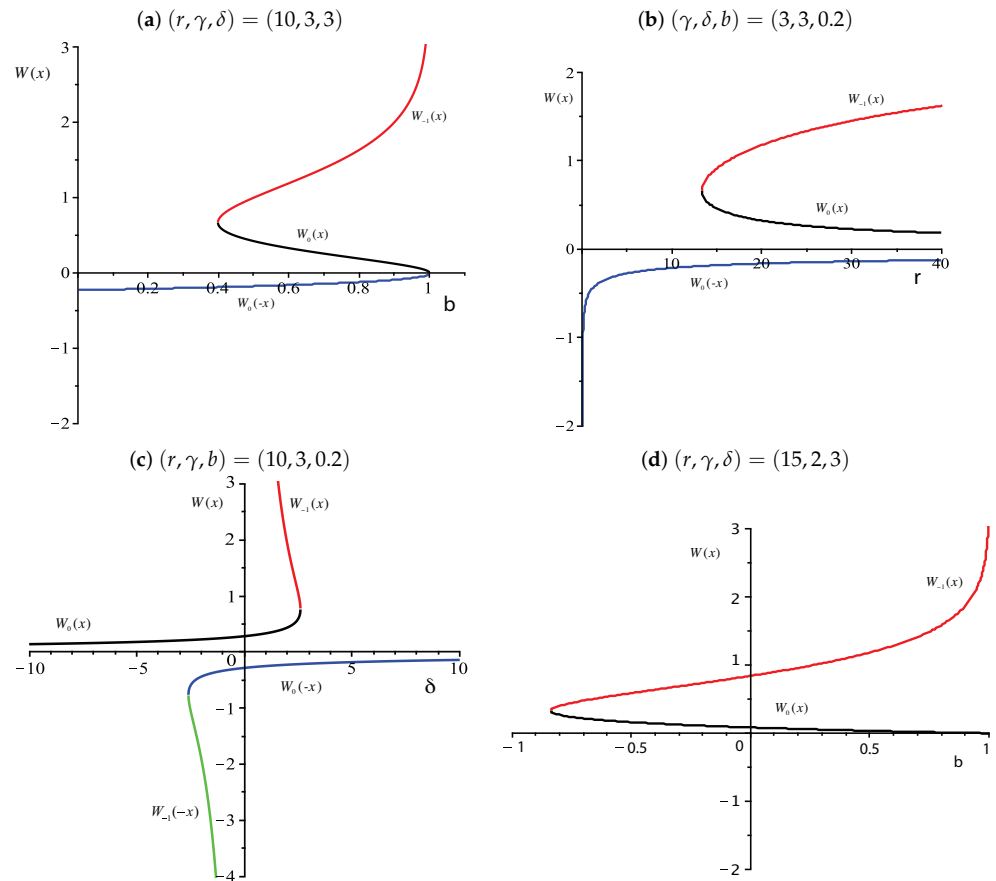 (a) (r, γ, δ) = (10, 3, 3)
W(x)
3
2
1
0
−1
−2
0.2 0.4 0.6 0.8 1
b
W₋₁(x)
W₀(x)
W₀(-x)
(b) (γ, δ, b) = (3, 3, 0.2)
W(x)
2
1
0
−1
−2
10 20 30 40
r
W₋₁(x)
W₀(x)
W₀(-x)
(c) (r, γ, b) = (10, 3, 0.2)
W(x)
3
2
1
0
−1
−2
−3
−4
−10 −5 5 10
δ
W₋₁(x)
W₀(x)
W₀(-x)
W₋₁(−x)
(d) (r, γ, δ) = (15, 2, 3)
W(x)
3
2
1
0
−1
−2
−1 −0.5 0.5 1
b
W₋₁(x)
W₀(x)